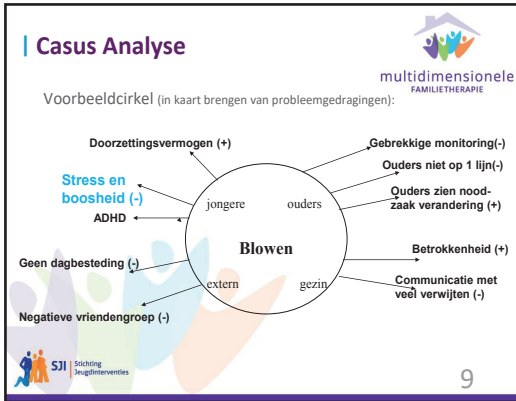 | Casus Analyse
multidimensionele
FAMILIETHERAPIE
Voorbeeldcirkel (in kaart brengen van probleemgedragingen):
Doorzettingsvermogen (+)
Gebrekkige monitoring(-)
Ouders niet op 1 lijn(-)
Stress en
boosheid (-)
Ouders zien nood-
zaak verandering (+)
jongere
ouders
ADHD
Blowen
Betrokkenheid (+)
Geen dagbesteding (-)
Communicatie met
veel verwijten (-)
extern
gezin
Negatieve vriendengroep (-)
SJI | Stichting
Jeugdinterventies
9